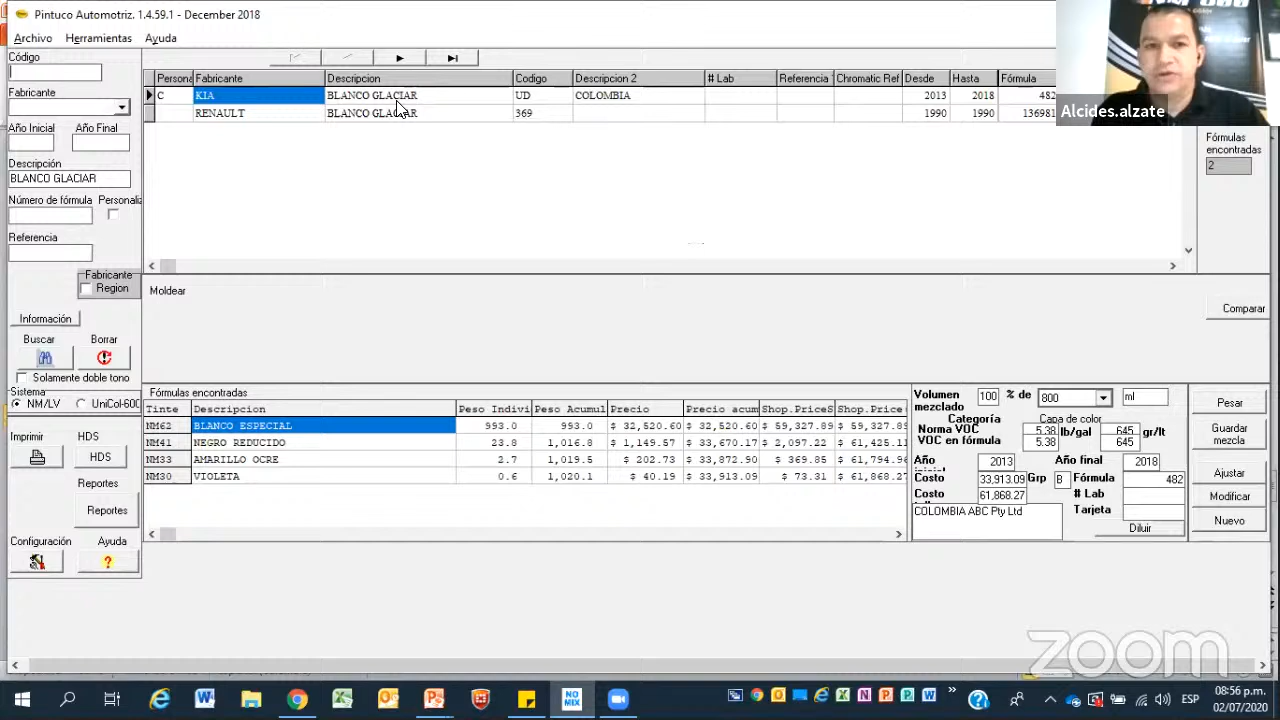 Pintuco Automotriz. 1.4.59.1 - December 2018
Archivo Herramientas Ayuda
Código
Fabricante
Año Inicial Año Final
Descripción
BLANCO GLACIAR
Número de fórmula
Referencia
Fabricante
Region
Información
Buscar Borrar
Solamente doble tono
Sistema
NM/LV
Imprimir HDS
HDS
Reportes
Reportes
Configuración Ayuda
Fabricante Descripcion Codigo Descripcion 2 # Lab Referencia Chromatic Ref Desde Hasta Fórmula
C KIA BLANCO GLACIAR UD COLOMBIA 2013 2018 482
RENAULT BLANCO GLACIAR 369 1990 1990 136981
Alcides.alzate
Fórmulas encontradas
2
Moldear
Comparar
Fórmulas encontradas
Tinte Descripcion Peso Indivi Peso Acumul Precio Precio acum Shop.PriceS Shop.Price
NM62 BLANCO ESPECIAL 993.0 993.0 $ 32,520.60 $ 32,520.60 $ 59,327.89 $ 59,327.89
NM41 NEGRO REDUCIDO 23.8 1,016.8 $ 1,149.57 $ 33,670.17 $ 2,097.22 $ 61,425.11
NM33 AMARILLO OCRE 2.7 1,019.5 $ 202.73 $ 33,872.90 $ 369.85 $ 61,794.96
NM30 VIOLETA 0.6 1,020.1 $ 40.19 $ 33,913.09 $ 73.31 $ 61,868.27
Volumen mezclado 100 % de 800 ml
Categoría Capa de color
Norma VOC 5.38 lb/gal 645 gr/lt
VOC en fórmula 5.38 645
Año 2013 Año final 2018
Costo 33,913.09 Grp B Fórmula 482
Costo 61,868.27 # Lab
Tarjeta
COLOMBIA ABC Pty Ltd
Diluir
Pesar
Guardar mezcla
Ajustar
Modificar
Nuevo
zoom
NO MIX
ESP
08:56 p.m.
02/07/2020